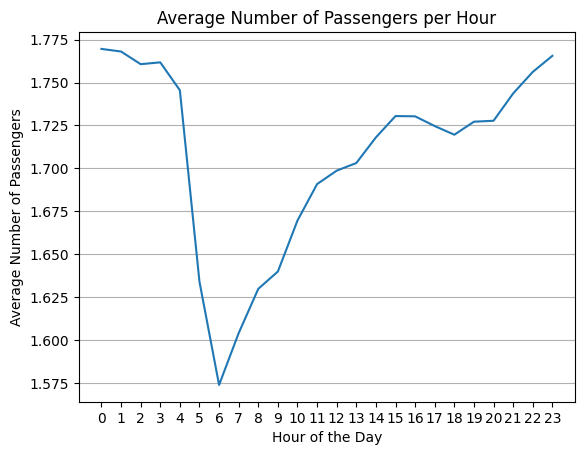 Average Number of Passengers per Hour
Average Number of Passengers
1.775
1.750
1.725
1.700
1.675
1.650
1.625
1.600
1.575
0 1 2 3 4 5 6 7 8 9 10 11 12 13 14 15 16 17 18 19 20 21 22 23
Hour of the Day